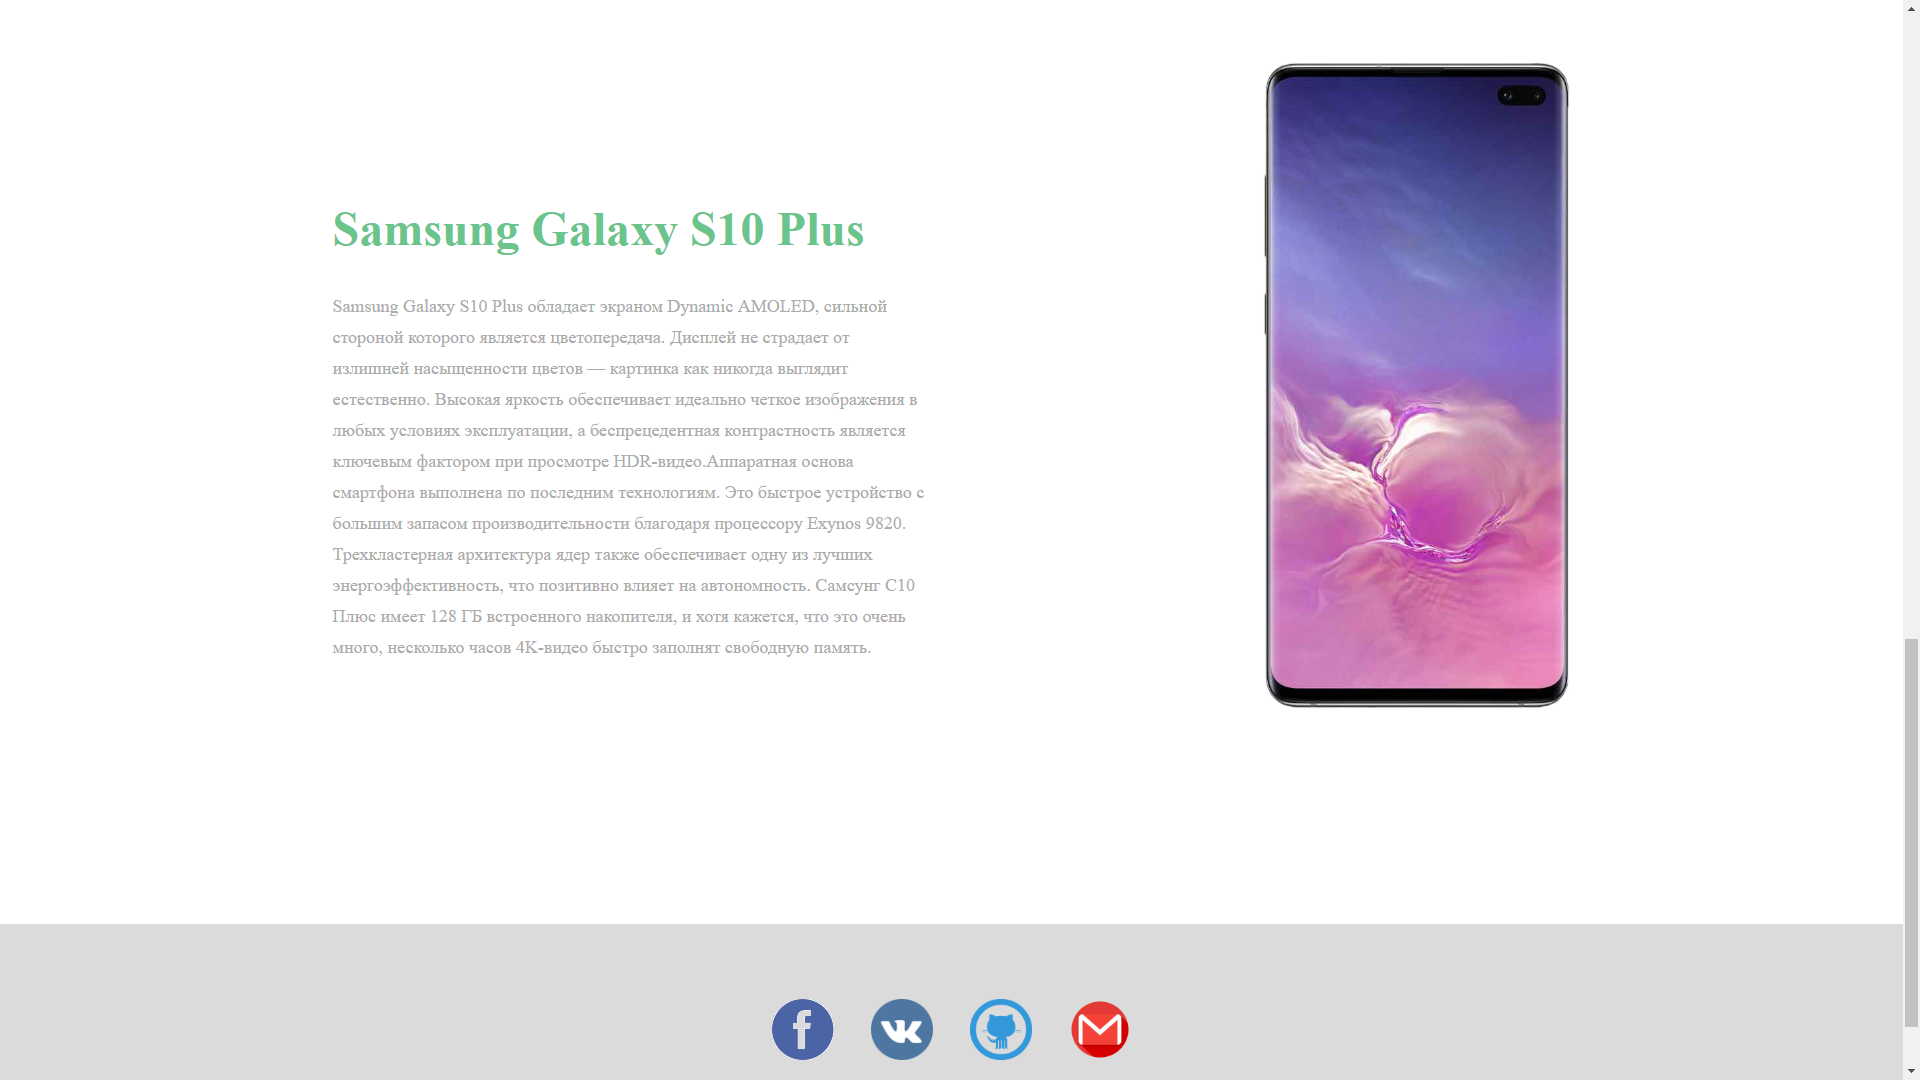 Samsung Galaxy S10 Plus
Samsung Galaxy S10 Plus обладает экраном Dynamic AMOLED, сильной
стороной которого является цветопередача. Дисплей не страдает от
излишней насыщенности цветов — картинка как никогда выглядит
естественно. Высокая яркость обеспечивает идеально четкое изображения в
любых условиях эксплуатации, а беспрецедентная контрастность является
ключевым фактором при просмотре HDR-видео.Аппаратная основа
смартфона выполнена по последним технологиям. Это быстрое устройство с
большим запасом производительности благодаря процессору Exynos 9820.
Трехкластерная архитектура ядер также обеспечивает одну из лучших
энергоэффективность, что позитивно влияет на автономность. Самсунг С10
Плюс имеет 128 ГБ встроенного накопителя, и хотя кажется, что это очень
много, несколько часов 4K-видео быстро заполнят свободную память.